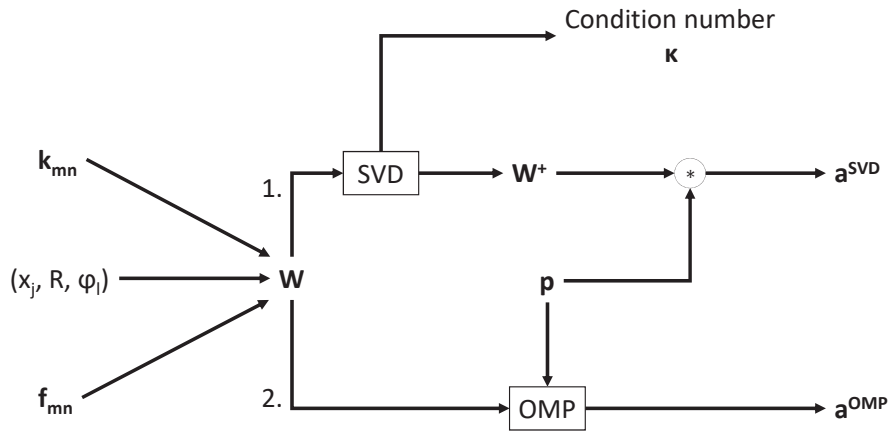 Condition number
κ
k_mn
1.
SVD
W⁺
*
a^SVD
(x_j, R, φ_l)
W
p
f_mn
2.
OMP
a^OMP